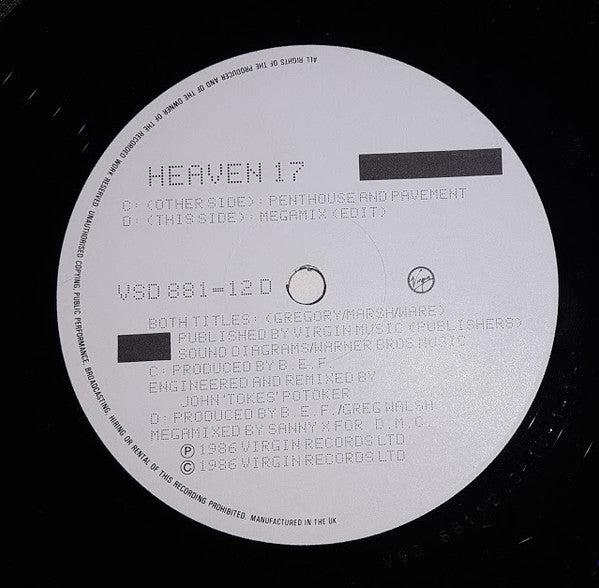 ALL RIGHTS OF THE PRODUCER AND OF THE OWNER OF THE RECORDED WORK RESERVED. UNAUTHORISED COPYING, PUBLIC PERFORMANCE, BROADCASTING, HIRING OR RENTAL OF THIS RECORDING PROHIBITED. MANUFACTURED IN THE UK
HEAVEN 17
C: (OTHER SIDE): PENTHOUSE AND PAVEMENT
D: (THIS SIDE): MEGAMIX (EDIT)
VSD 881-12 D
Virgin
BOTH TITLES: (GREGORY/MARSH/WARE)
PUBLISHED BY VIRGIN MUSIC (PUBLISHERS)
SOUND DIAGRAMS/WARNER BROS. MUSIC
C: PRODUCED BY B.E.F.
ENGINEERED AND REMIXED BY
JOHN 'TOKES' POTOKER
D: PRODUCED BY B.E.F./GREG WALSH
MEGAMIXED BY SANNY X FOR D.M.C.
Ⓟ 1986 VIRGIN RECORDS LTD
© 1986 VIRGIN RECORDS LTD